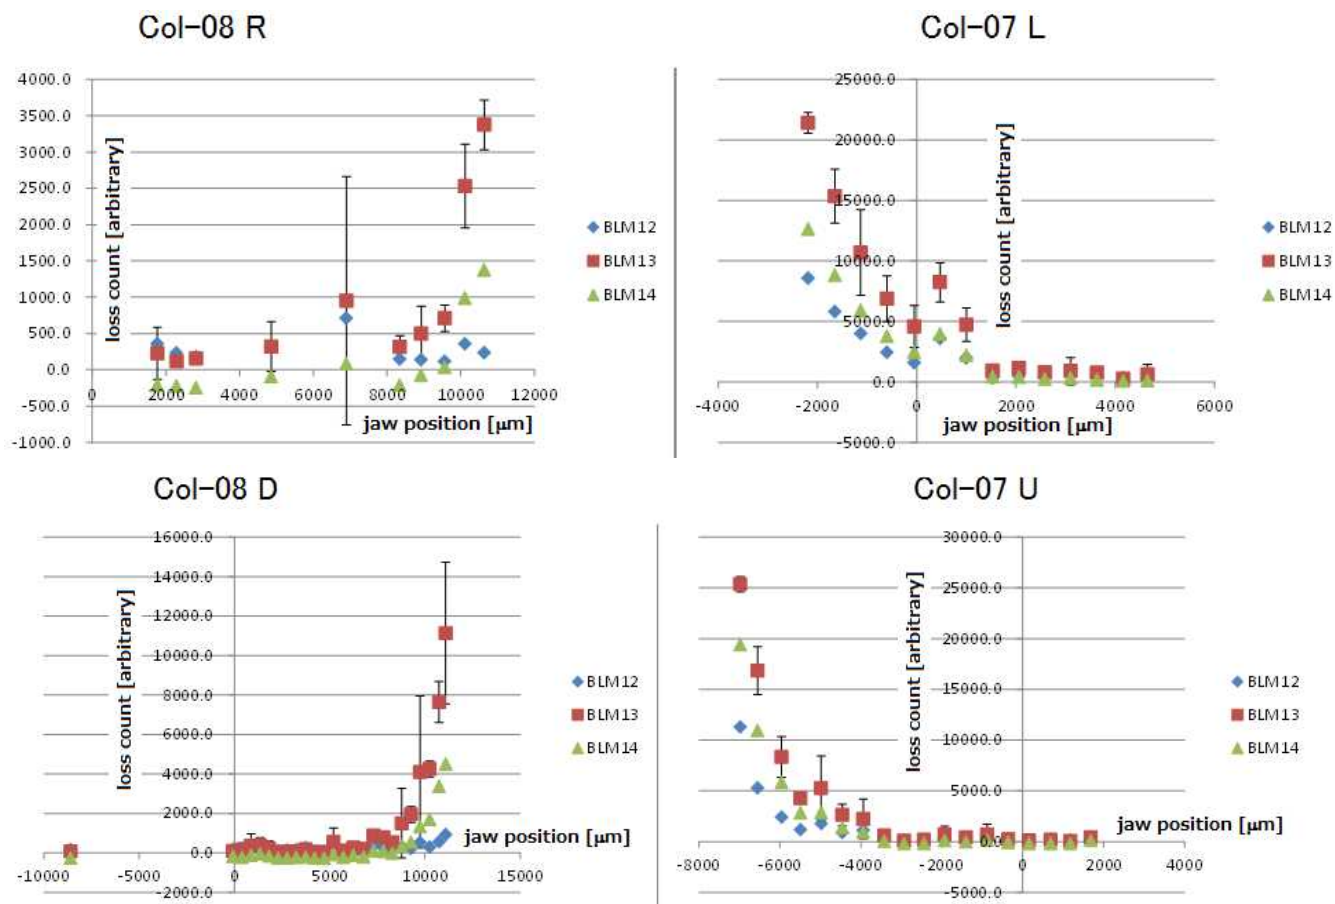 Col-08 R
Col-07 L
4000.0
3500.0
3000.0
2500.0
2000.0
1500.0
1000.0
500.0
0.0
-500.0
-1000.0
loss count [arbitrary]
0 2000 4000 6000 8000 10000 12000
jaw position [μm]
BLM12
BLM13
BLM14
25000.0
20000.0
15000.0
10000.0
5000.0
0.0
-5000.0
loss count [arbitrary]
-4000 -2000 0 2000 4000 6000
jaw position [μm]
BLM12
BLM13
BLM14
Col-08 D
Col-07 U
16000.0
14000.0
12000.0
10000.0
8000.0
6000.0
4000.0
2000.0
0.0
-2000.0
loss count [arbitrary]
-10000 -5000 0 5000 10000 15000
jaw position
[μm]
BLM12
BLM13
BLM14
30000.0
25000.0
20000.0
15000.0
10000.0
5000.0
0.0
-5000.0
loss count [arbitrary]
-8000 -6000 -4000 -2000 0 2000 4000
jaw position [μm]
BLM12
BLM13
BLM14